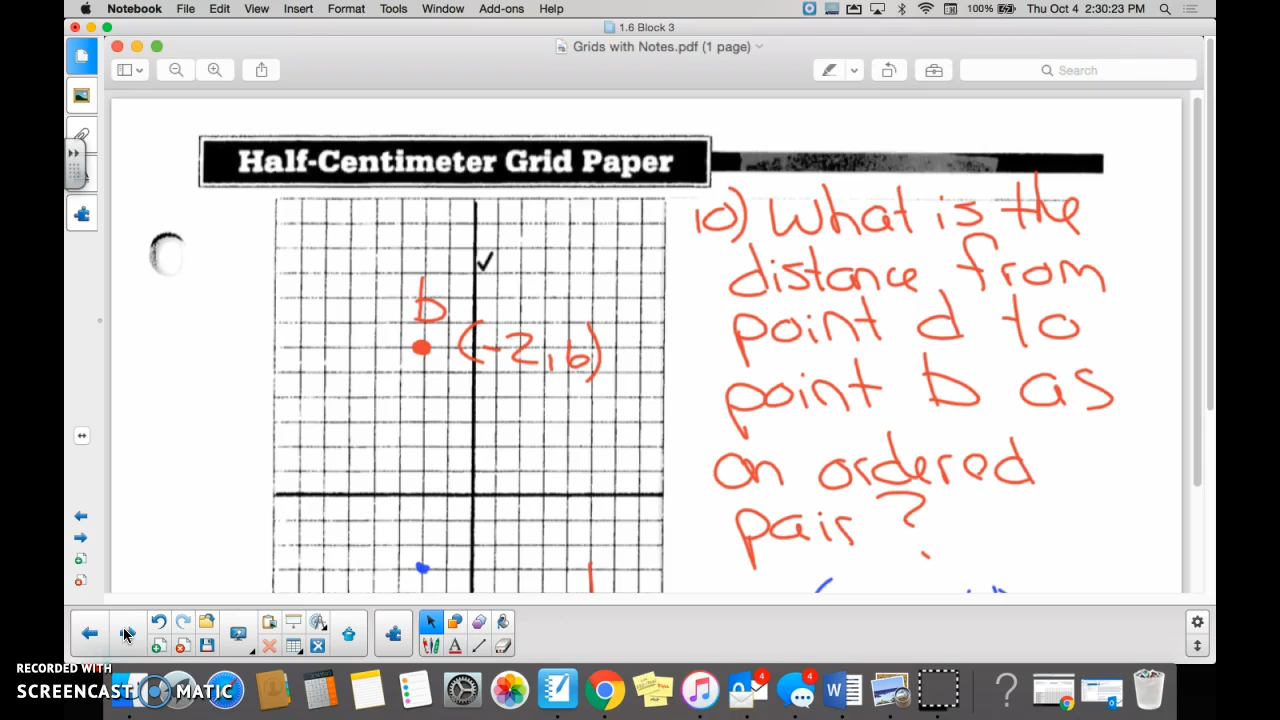 Notebook File Edit View Insert Format Tools Window Add-ons Help 100% Thu Oct 4 2:30:23 PM
1.6 Block 3
Grids with Notes.pdf (1 page)
Search
Half-Centimeter Grid Paper
10) What is the
distance from
point d to
point b as
an ordered
pair?
b
(-2,6)
4
4
RECORDED WITH
SCREENCAST MATIC